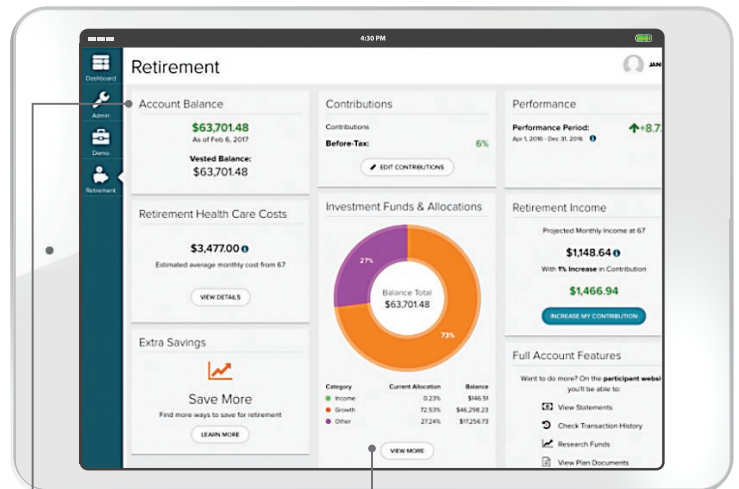 4:30 PM
Dashboard
Admin
Demo
Retirement
Retirement
Account Balance
$63,701.48
As of Feb 6, 2017
Vested Balance:
$63,701.48
Retirement Health Care Costs
$3,477.00
Estimated average monthly cost from 67
VIEW DETAILS
Extra Savings
Save More
Find more ways to save for retirement
LEARN MORE
Contributions
Contributions
Before-Tax: 6%
EDIT CONTRIBUTIONS
Investment Funds & Allocations
27%
Balance Total
$63,701.48
73%
Category Current Allocation Balance
Income 0.23% $146.51
Growth 72.53% $46,298.23
Other 27.24% $17,256.73
VIEW MORE
JAN
Performance
Performance Period: +8.7
Apr 1, 2016 - Dec 31, 2016
Retirement Income
Projected Monthly Income at 67
$1,148.64
With 1% Increase in Contribution
$1,466.94
INCREASE MY CONTRIBUTION
Full Account Features
Want to do more? On the participant websi
you'll be able to:
View Statements
Check Transaction History
Research Funds
View Plan Documents